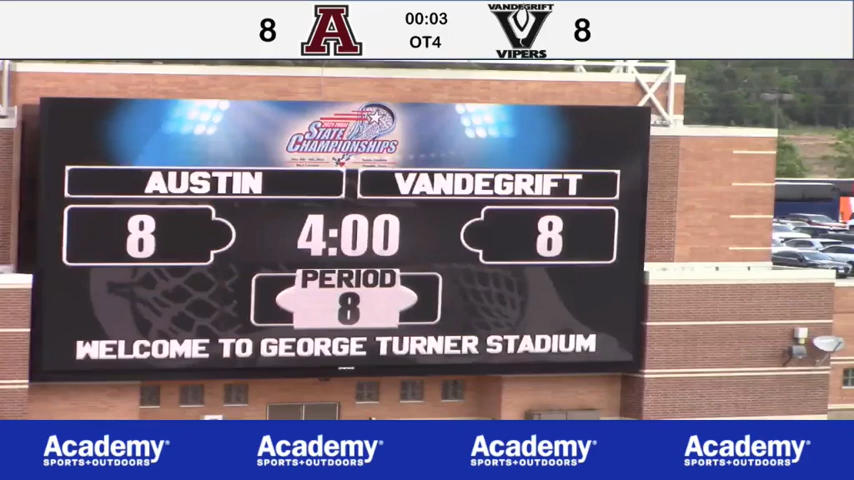 8 A 00:03 OT4 VANDEGRIFT V VIPERS 8
STATE
CHAMPIONSHIPS
AUSTIN VANDEGRIFT
8 4:00 8
PERIOD
8
WELCOME TO GEORGE TURNER STADIUM
Academy Academy Academy Academy
SPORTS+OUTDOORS SPORTS+OUTDOORS SPORTS+OUTDOORS SPORTS+OUTDOORS